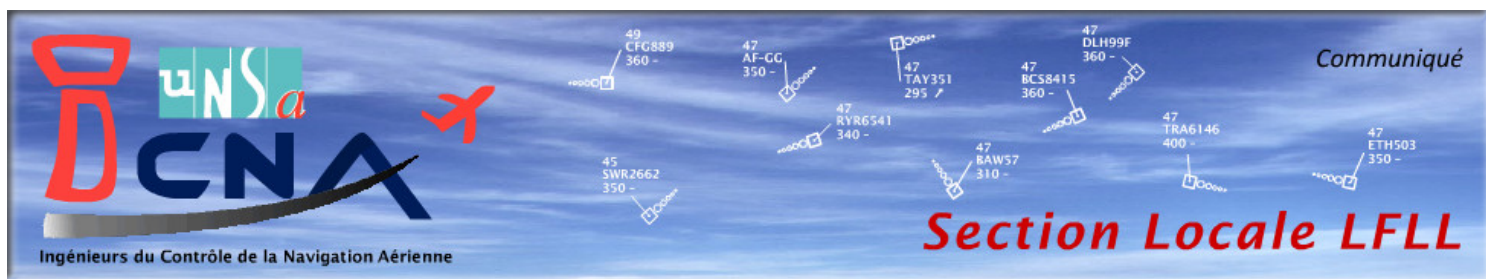 49
CFG889
360 -
47
AF-GG
350 -
47
TAY351
295 ↗
47
DLH99F
360 -
47
BCS8415
360 -
Communiqué
47
RYR6541
340 -
47
TRA6146
400 -
47
ETH503
350 -
45
SWR2662
350 -
47
BAW57
310 -
UNSa
ICNA
Section Locale LFLL
Ingénieurs du Contrôle de la Navigation Aérienne